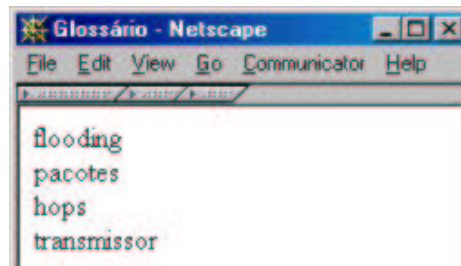 Glossário - Netscape
File Edit View Go Communicator Help
flooding
pacotes
hops
transmissor